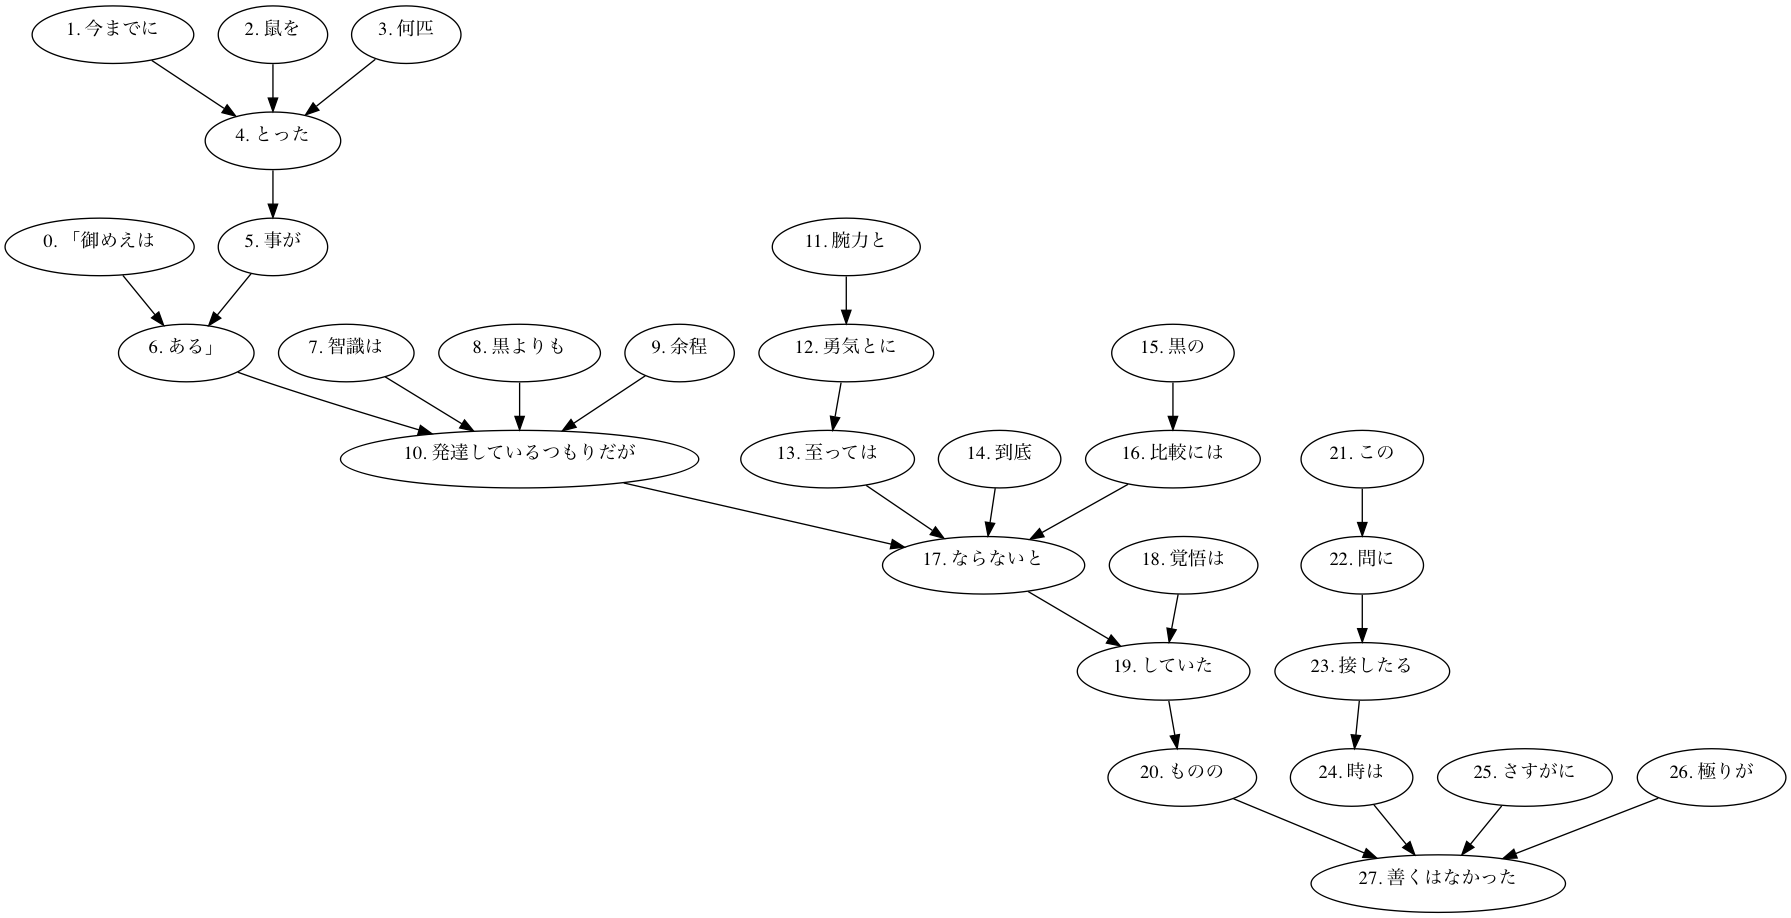 1. 今までに
2. 鼠を
3. 何匹
4. とった
0. 「御めえは
5. 事が
11. 腕力と
6. ある」
7. 智識は
8. 黒よりも
9. 余程
12. 勇気とに
15. 黒の
10. 発達しているつもりだが
13. 至っては
14. 到底
16. 比較には
21. この
17. ならないと
18. 覚悟は
22. 問に
19. していた
23. 接したる
20. ものの
24. 時は
25. さすがに
26. 極りが
27. 善くはなかった